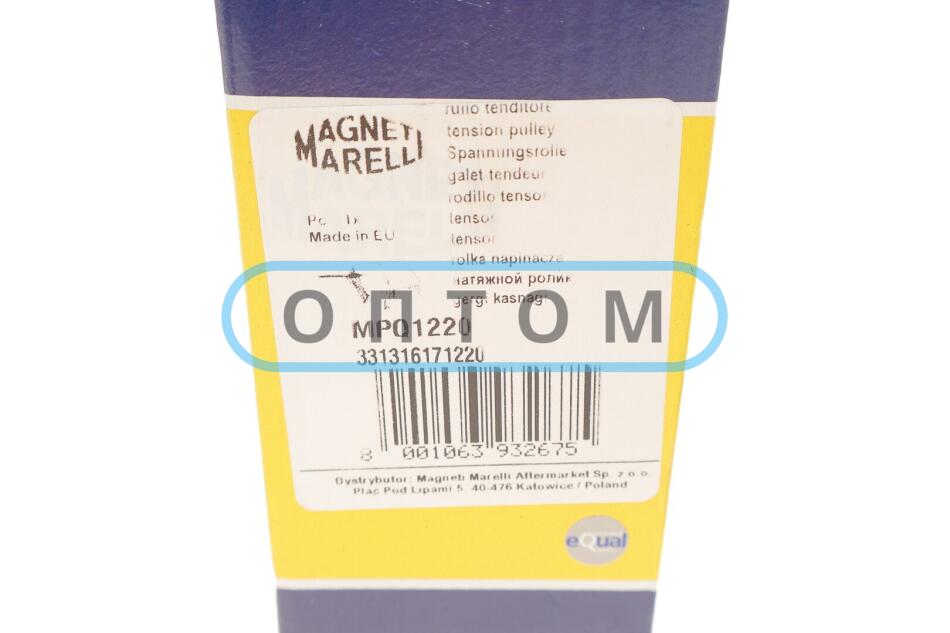 MAGNETI
MARELLI
rullo tenditore
tension pulley
Spannungsrolle
galet tendeur
rodillo tensor
tensor
tensor
rolka napinacza
натяжной ролик
gergi kasnağı
Made in EU
ОПТОМ
MPQ1220
331316171220
8 001063 932675
Dystrybutor: Magneti Marelli Aftermarket Sp. z o.o.
Plac Pod Lipami 5, 40-476 Katowice / Poland
eQual